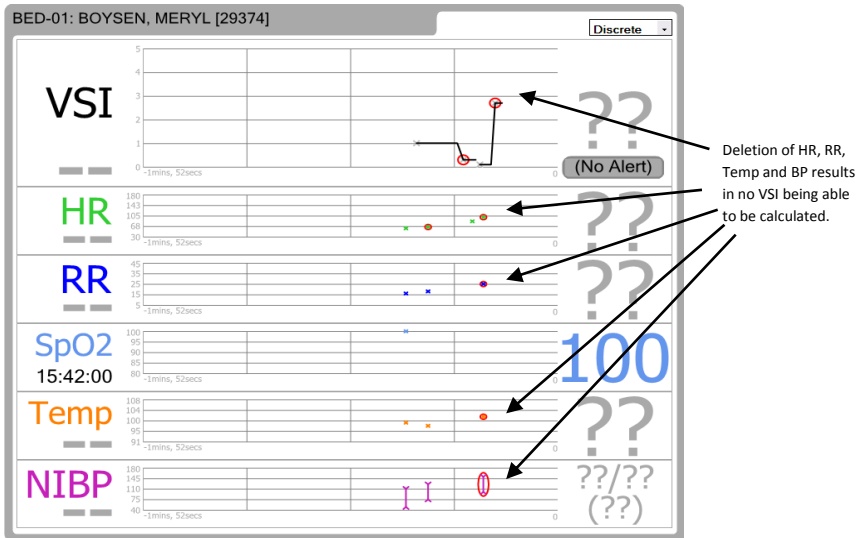 BED-01: BOYSEN, MERYL [29374]
Discrete
VSI
5
4
3
2
1
0
-1mins, 52secs
0
??
(No Alert)
Deletion of HR, RR,
Temp and BP results
in no VSI being able
to be calculated.
HR
180
143
105
68
30
-1mins, 52secs
0
??
RR
45
35
25
15
5
-1mins, 52secs
0
??
SpO2
15:42:00
100
95
90
85
80
-1mins, 52secs
0
100
Temp
108
104
100
95
91
-1mins, 52secs
0
??
NIBP
180
145
110
75
40
-1mins, 52secs
0
??/??
(??)